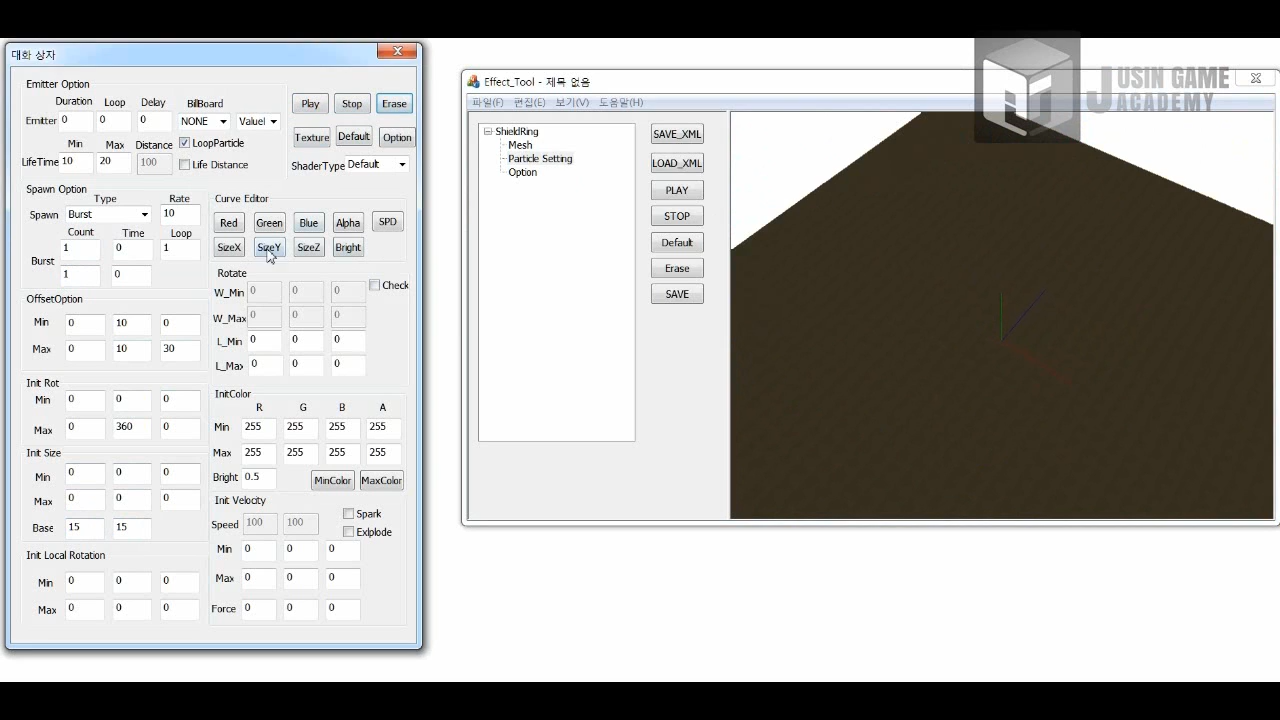 대화 상자
Emitter Option
Duration Loop Delay BilBoard
Emitter 0 0 0 NONE Valuel
Play Stop Erase
Texture Default Option
Min Max Distance LoopParticle
LifeTime 10 20 100 Life Distance
ShaderType Default
Spawn Option
Type Rate
Spawn Burst 10
Count Time Loop
1 0 1
Burst
1 0
Curve Editor
Red Green Blue Alpha SPD
SizeX SizeY SizeZ Bright
Rotate
W_Min 0 0 0 Check
W_Max 0 0 0
L_Min 0 0 0
L_Max 0 0 0
OffsetOption
Min 0 10 0
Max 0 10 30
Init Rot
Min 0 0 0
Max 0 360 0
Init Size
Min 0 0 0
Max 0 0 0
Base 15 15
Init Local Rotation
Min 0 0 0
Max 0 0 0
InitColor
R G B A
Min 255 255 255 255
Max 255 255 255 255
Bright 0.5 MinColor MaxColor
Init Velocity
Spark
Speed 100 100
Exlplode
Min 0 0 0
Max 0 0 0
Force 0 0 0
Effect_Tool - 제목 없음
파일(F) 편집(E) 보기(V) 도움말(H)
ShieldRing
Mesh
Particle Setting
Option
SAVE_XML
LOAD_XML
PLAY
STOP
Default
Erase
SAVE
JUSIN GAME
ACADEMY